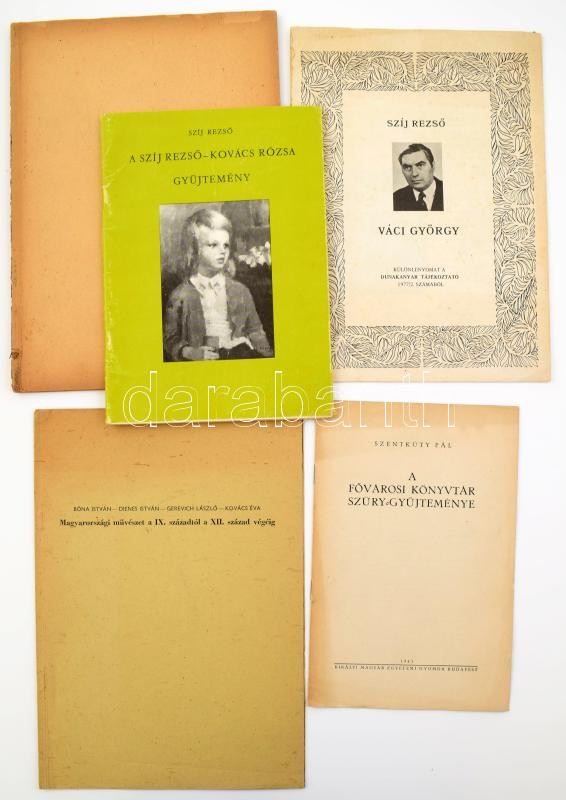 SZÍJ REZSŐ
A SZÍJ REZSŐ–KOVÁCS RÓZSA
GYŰJTEMÉNY
SZÍJ REZSŐ
VÁCI GYÖRGY
KÜLÖNLENYOMAT A
DUNAKANYAR TÁJÉKOZTATÓ
1977/2. SZÁMÁBÓL
darabanth
BÓNA ISTVÁN — DIENES ISTVÁN — GEREVICH LÁSZLÓ — KOVÁCS ÉVA
Magyarországi művészet a IX. századtól a XII. század végéig
SZENTKÚTY PÁL
A
FŐVÁROSI KÖNYVTÁR
SZÜRY-GYŰJTEMÉNYE
KIRÁLYI MAGYAR EGYETEMI NYOMDA BUDAPEST